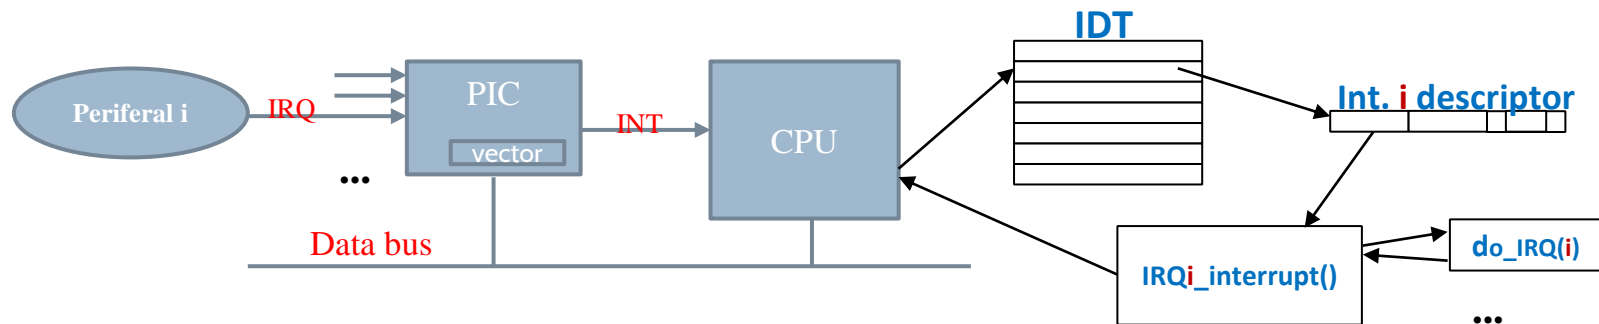 IDT
PIC
Periferal i
IRQ
INT
vector
CPU
Int. i descriptor
...
Data bus
IRQi_interrupt()
do_IRQ(i)
...